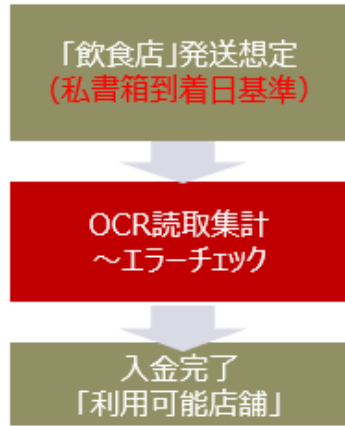 「飲食店」発送想定
（私書箱到着日基準）
OCR読取集計
～エラーチェック
入金完了
「利用可能店舗」